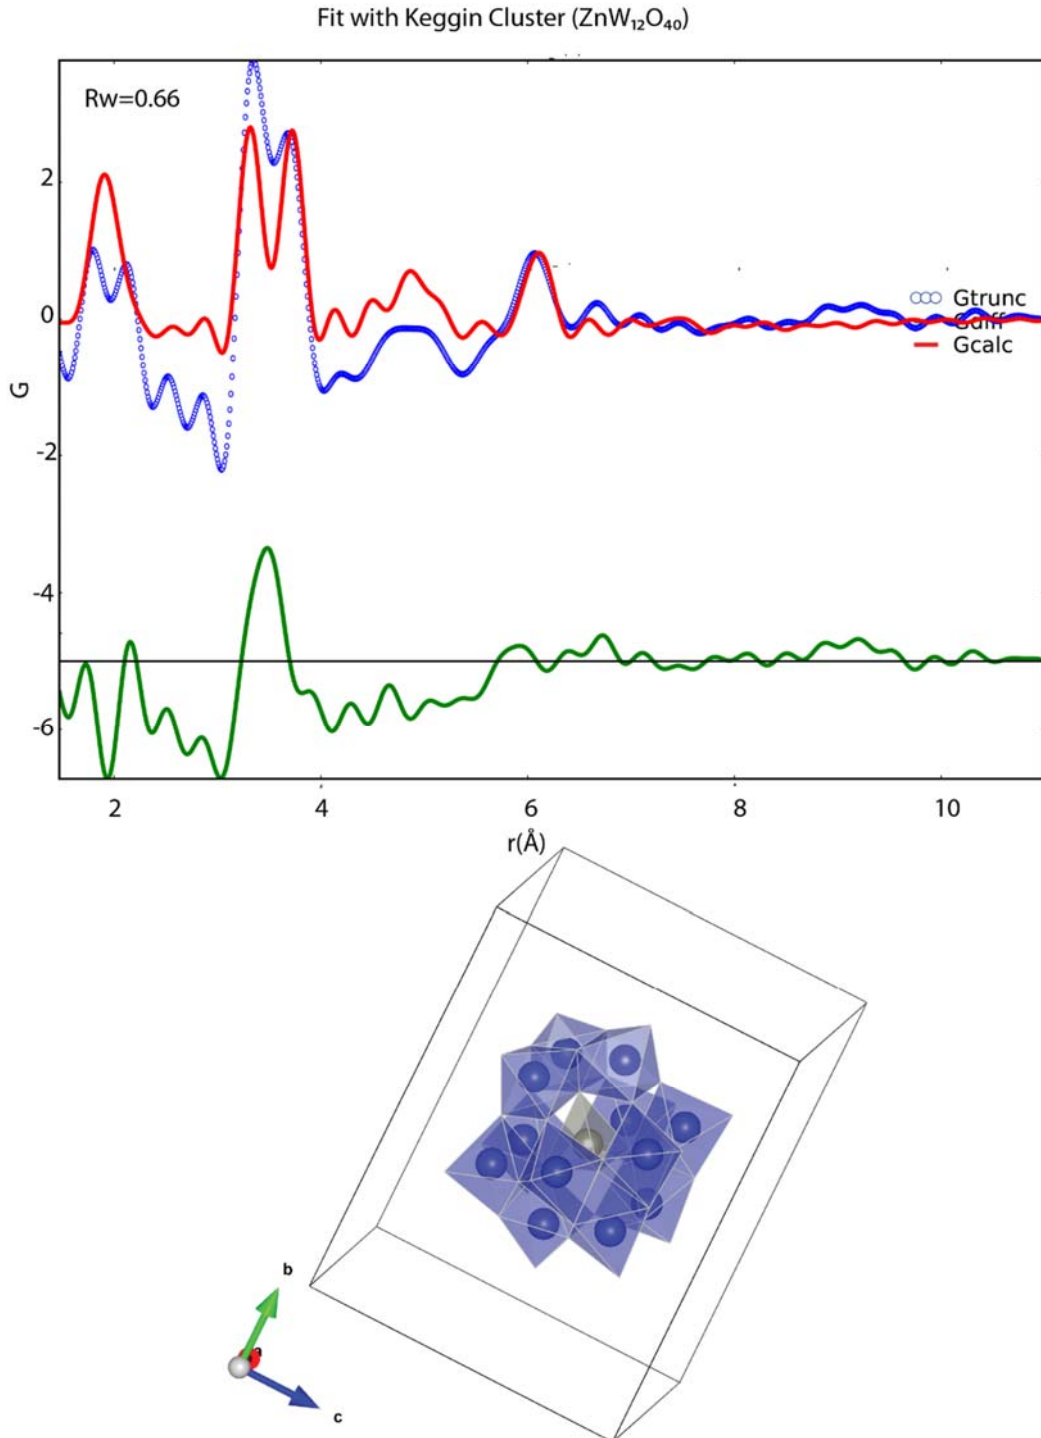 Fit with Keggin Cluster (ZnW₁₂O₄₀)
Rw=0.66
2
0
-2
-4
-6
G
Gtrunc
Gdiff
Gcalc
2 4 6 8 10
r(Å)
b
a
c